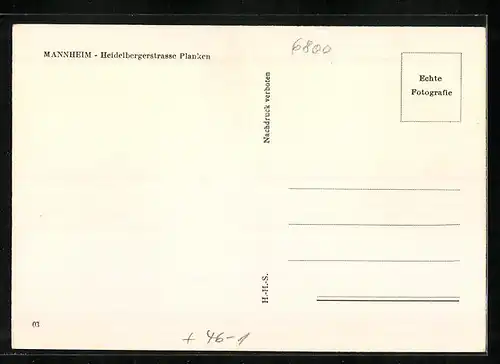 MANNHEIM - Heidelbergerstrasse Planken
6800
Echte
Fotografie
Nachdruck verboten
H.-H.-S.
03
+ 46-1